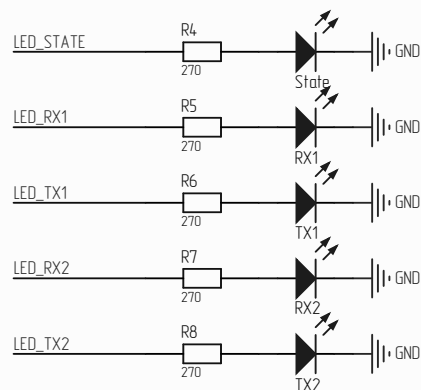 LED_STATE R4 270 State GND
LED_RX1 R5 270 RX1 GND
LED_TX1 R6 270 TX1 GND
LED_RX2 R7 270 RX2 GND
LED_TX2 R8 270 TX2 GND